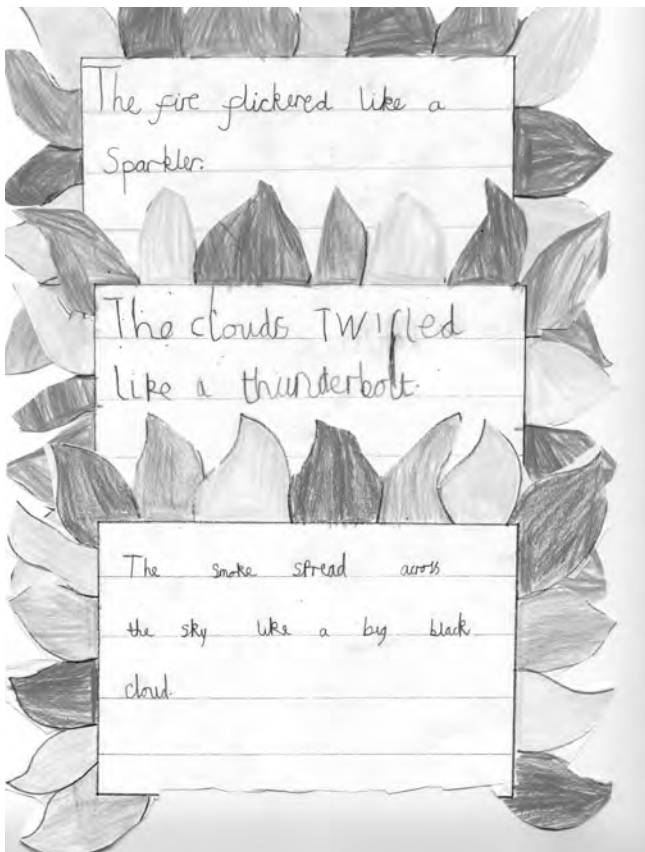 The fire flickered like a
Sparkler.
The clouds TWIfled
like a thunderbolt.
The smoke spread across
the sky like a big black
cloud.